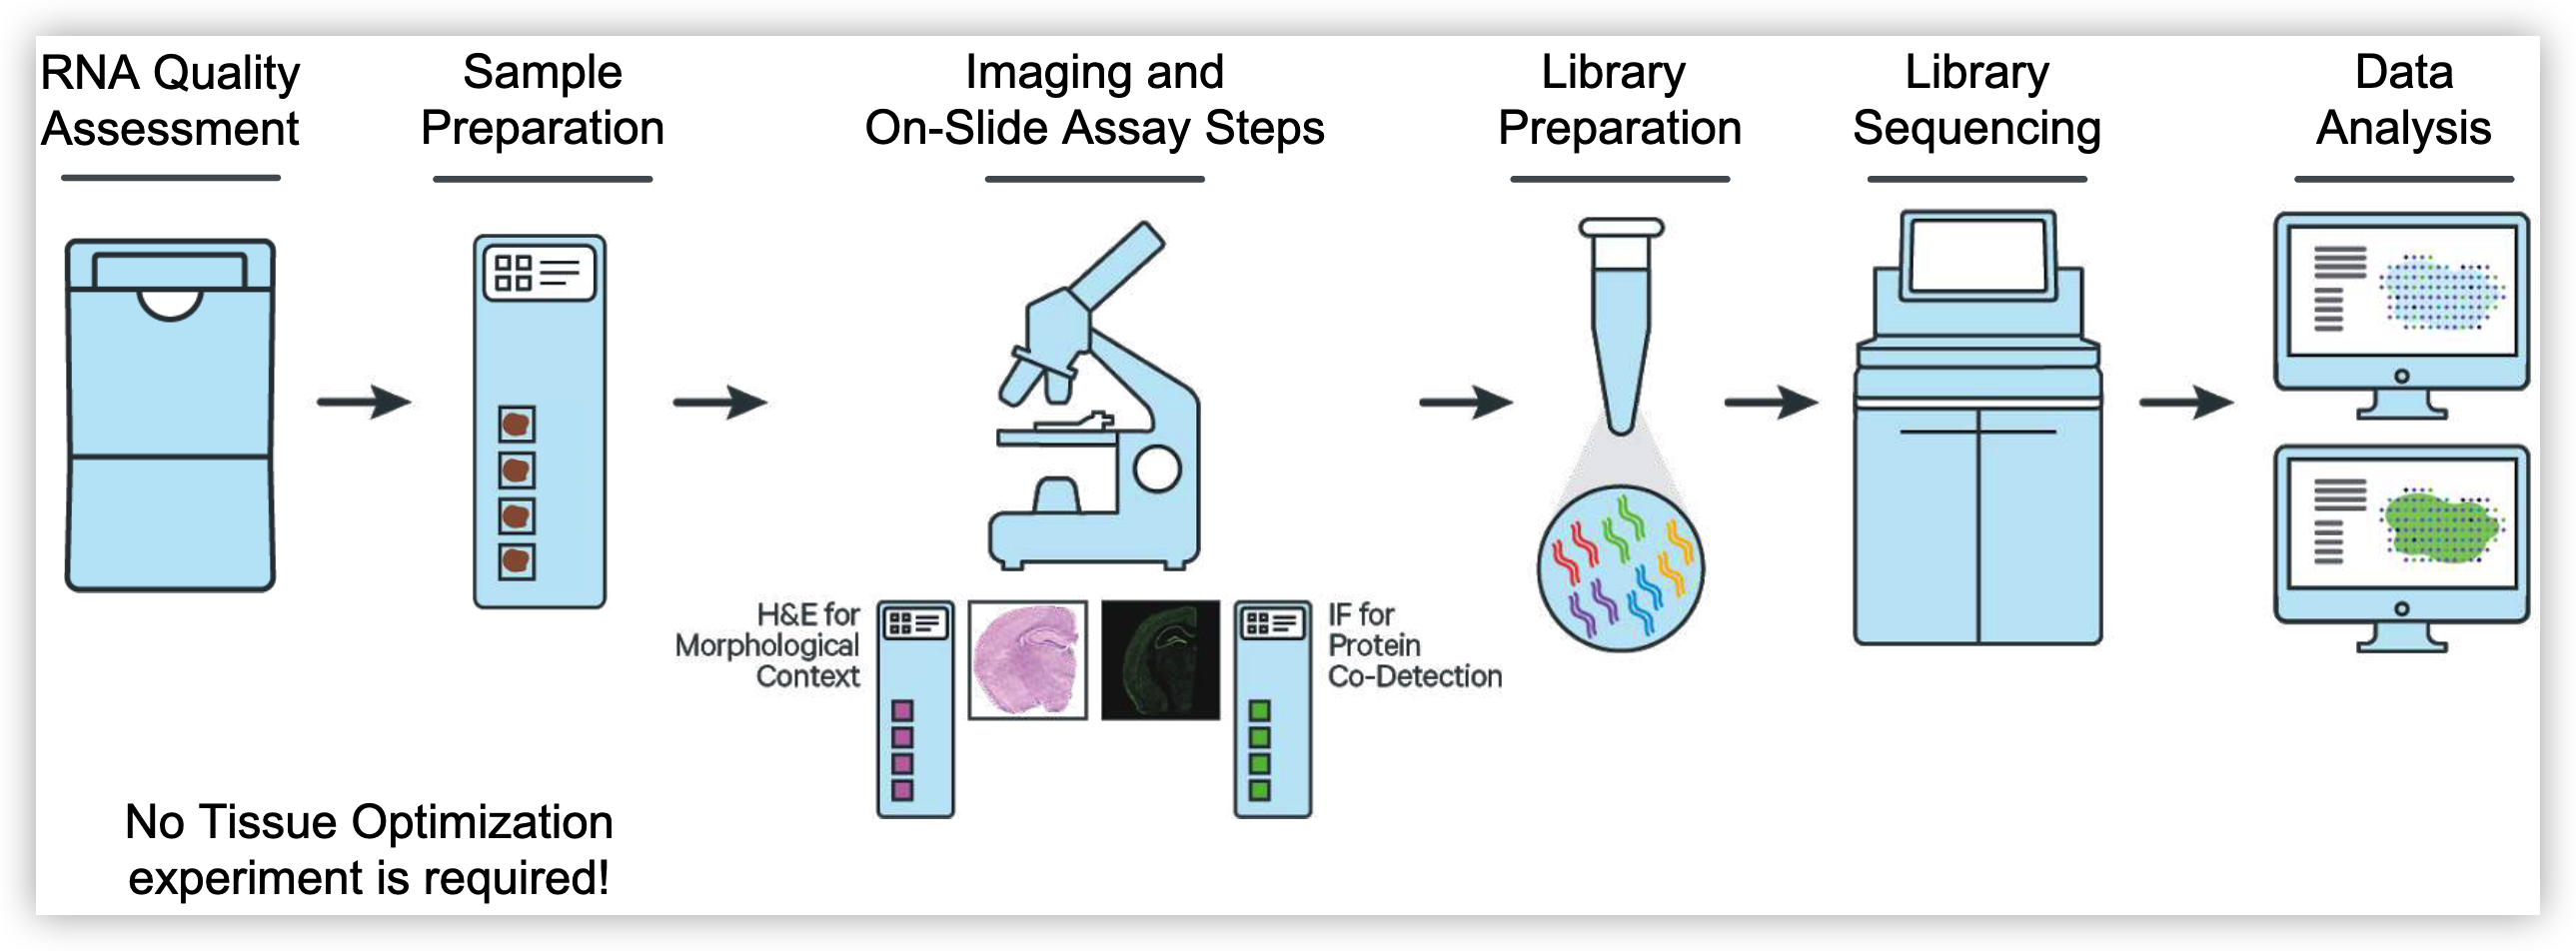 RNA Quality
Assessment
Sample
Preparation
Imaging and
On-Slide Assay Steps
Library
Preparation
Library
Sequencing
Data
Analysis
H&E for
Morphological
Context
IF for
Protein
Co-Detection
No Tissue Optimization
experiment is required!